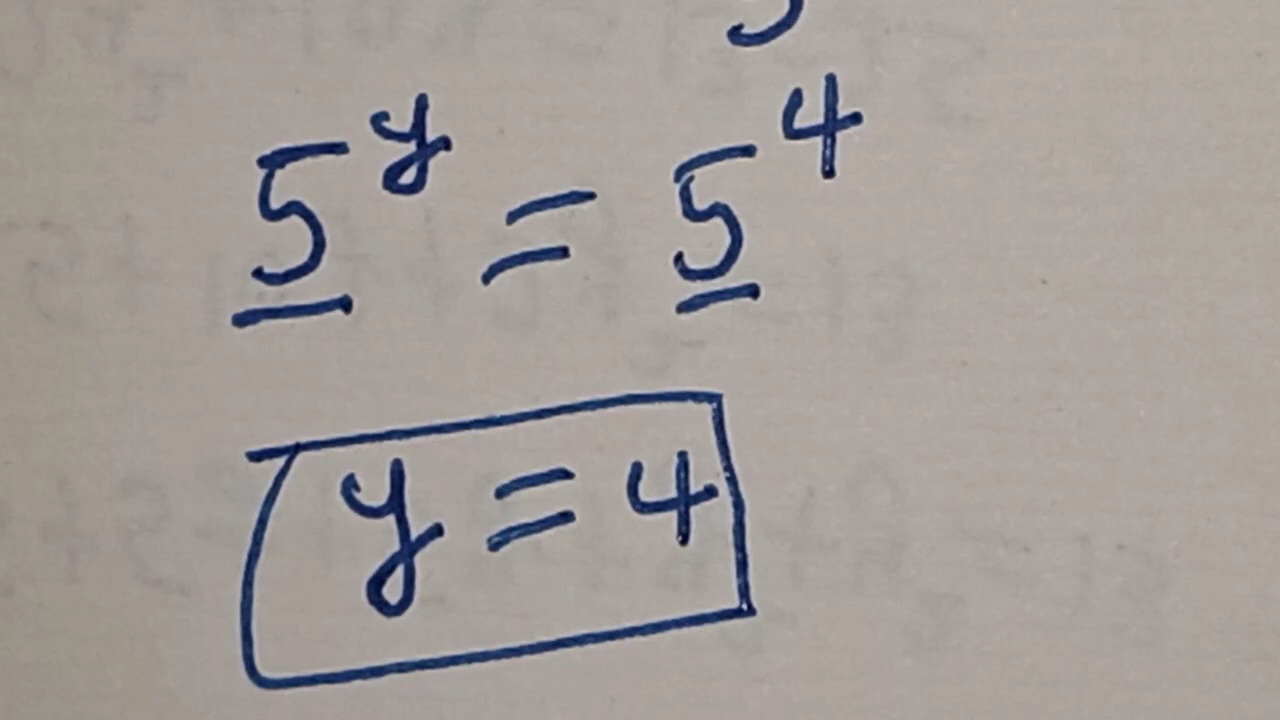 5^y = 5^4
y = 4